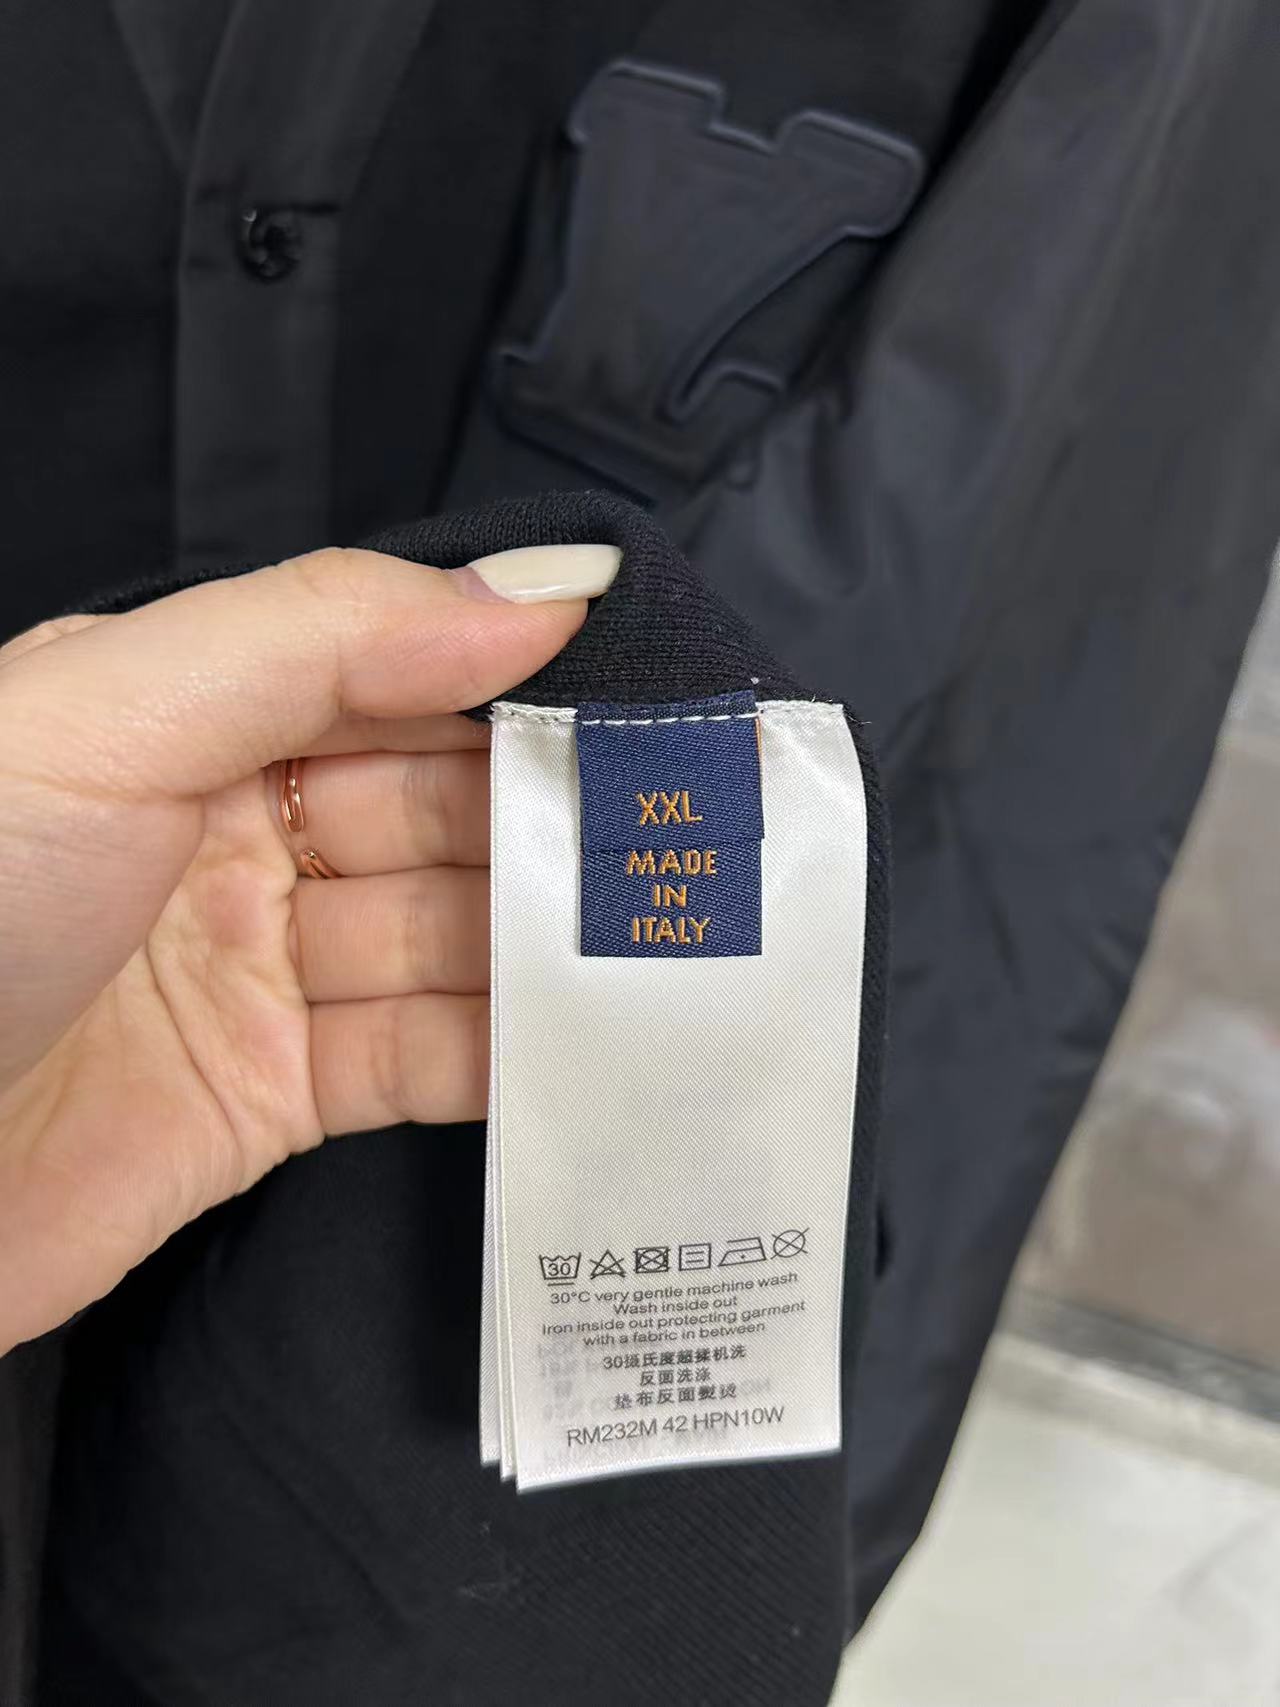 XXL
MADE
IN
ITALY
30
30°C very gentle machine wash
Wash inside out
Iron inside out protecting garment
with a fabric in between
30摄氏度超揉机洗
反面洗涤
垫布反面熨烫
RM232M 42 HPN10W